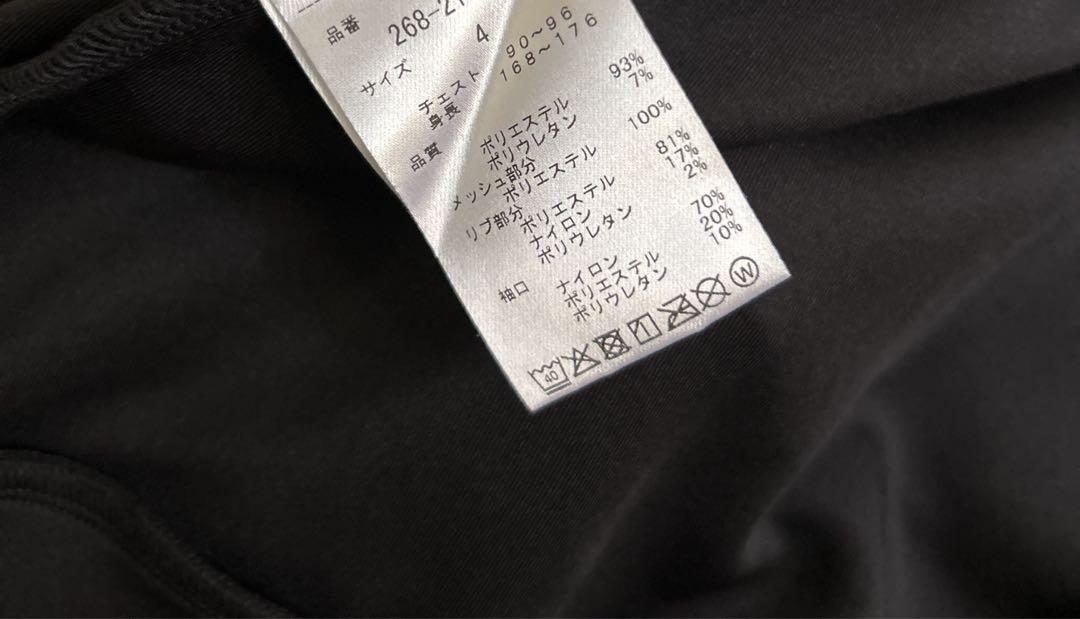 品番 268-21
サイズ 4
チェスト 90~96
身長 168~176
品質 ポリエステル 93%
ポリウレタン 7%
メッシュ部分
ポリエステル 100%
リブ部分
ポリエステル 81%
ナイロン 17%
ポリウレタン 2%
袖口 ナイロン 70%
ポリエステル 20%
ポリウレタン 10%
40 W